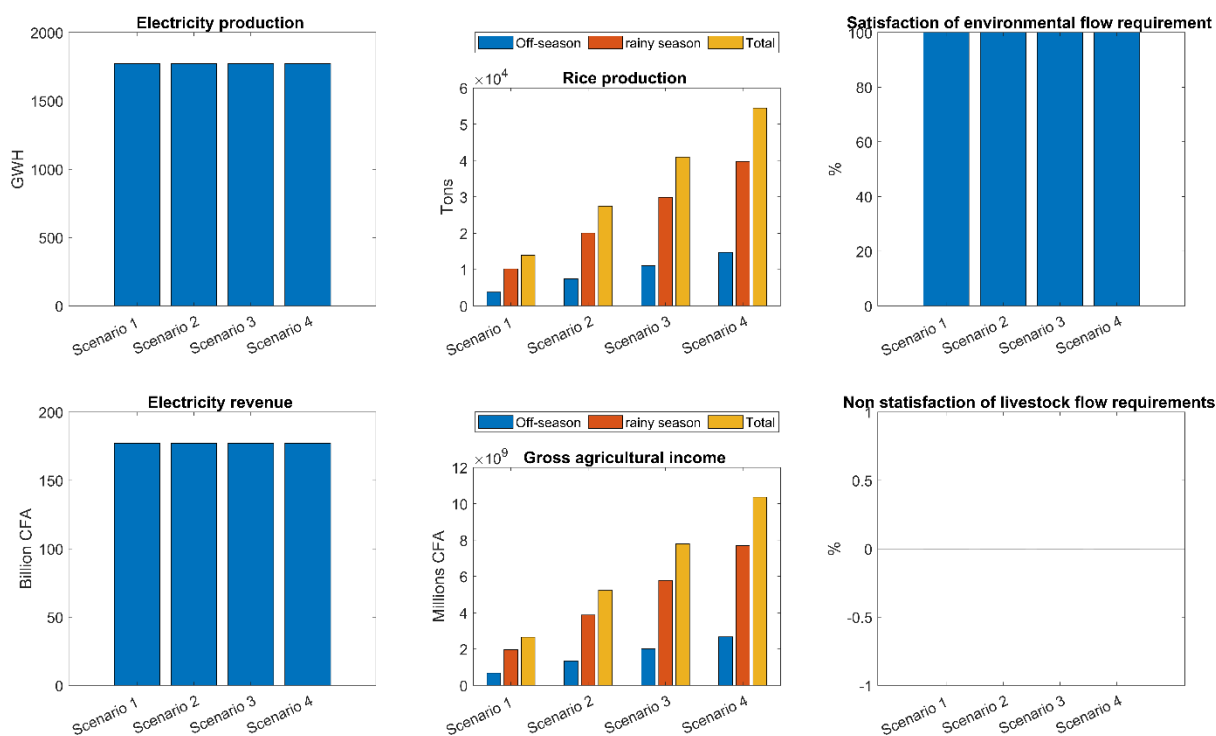 Electricity production
2000
1500
1000
500
0
GWH
Scenario 1
Scenario 2
Scenario 3
Scenario 4
Off-season rainy season Total
Rice production
×10^4
6
5
4
3
2
1
0
Tons
Scenario 1
Scenario 2
Scenario 3
Scenario 4
Satisfaction of environmental flow requirement
100
80
60
40
20
0
%
Scenario 1
Scenario 2
Scenario 3
Scenario 4
Electricity revenue
200
150
100
50
0
Billion CFA
Scenario 1
Scenario 2
Scenario 3
Scenario 4
Off-season rainy season Total
Gross agricultural income
×10^9
12
10
8
6
4
2
0
Millions CFA
Scenario 1
Scenario 2
Scenario 3
Scenario 4
Non statisfaction of livestock flow requirements
1
0.5
0
-0.5
-1
%
Scenario 1
Scenario 2
Scenario 3
Scenario 4